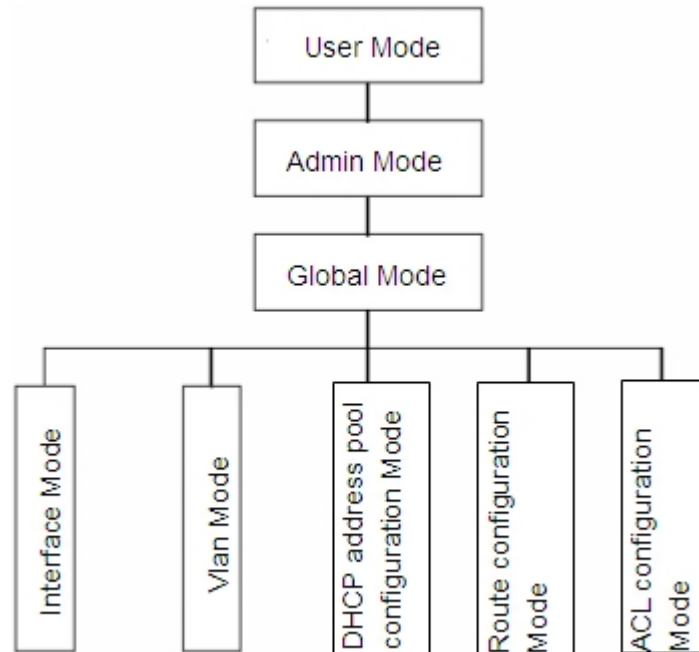 User Mode
Admin Mode
Global Mode
Interface Mode
Vlan Mode
DHCP address pool
configuration Mode
Route configuration
Mode
ACL configuration
Mode